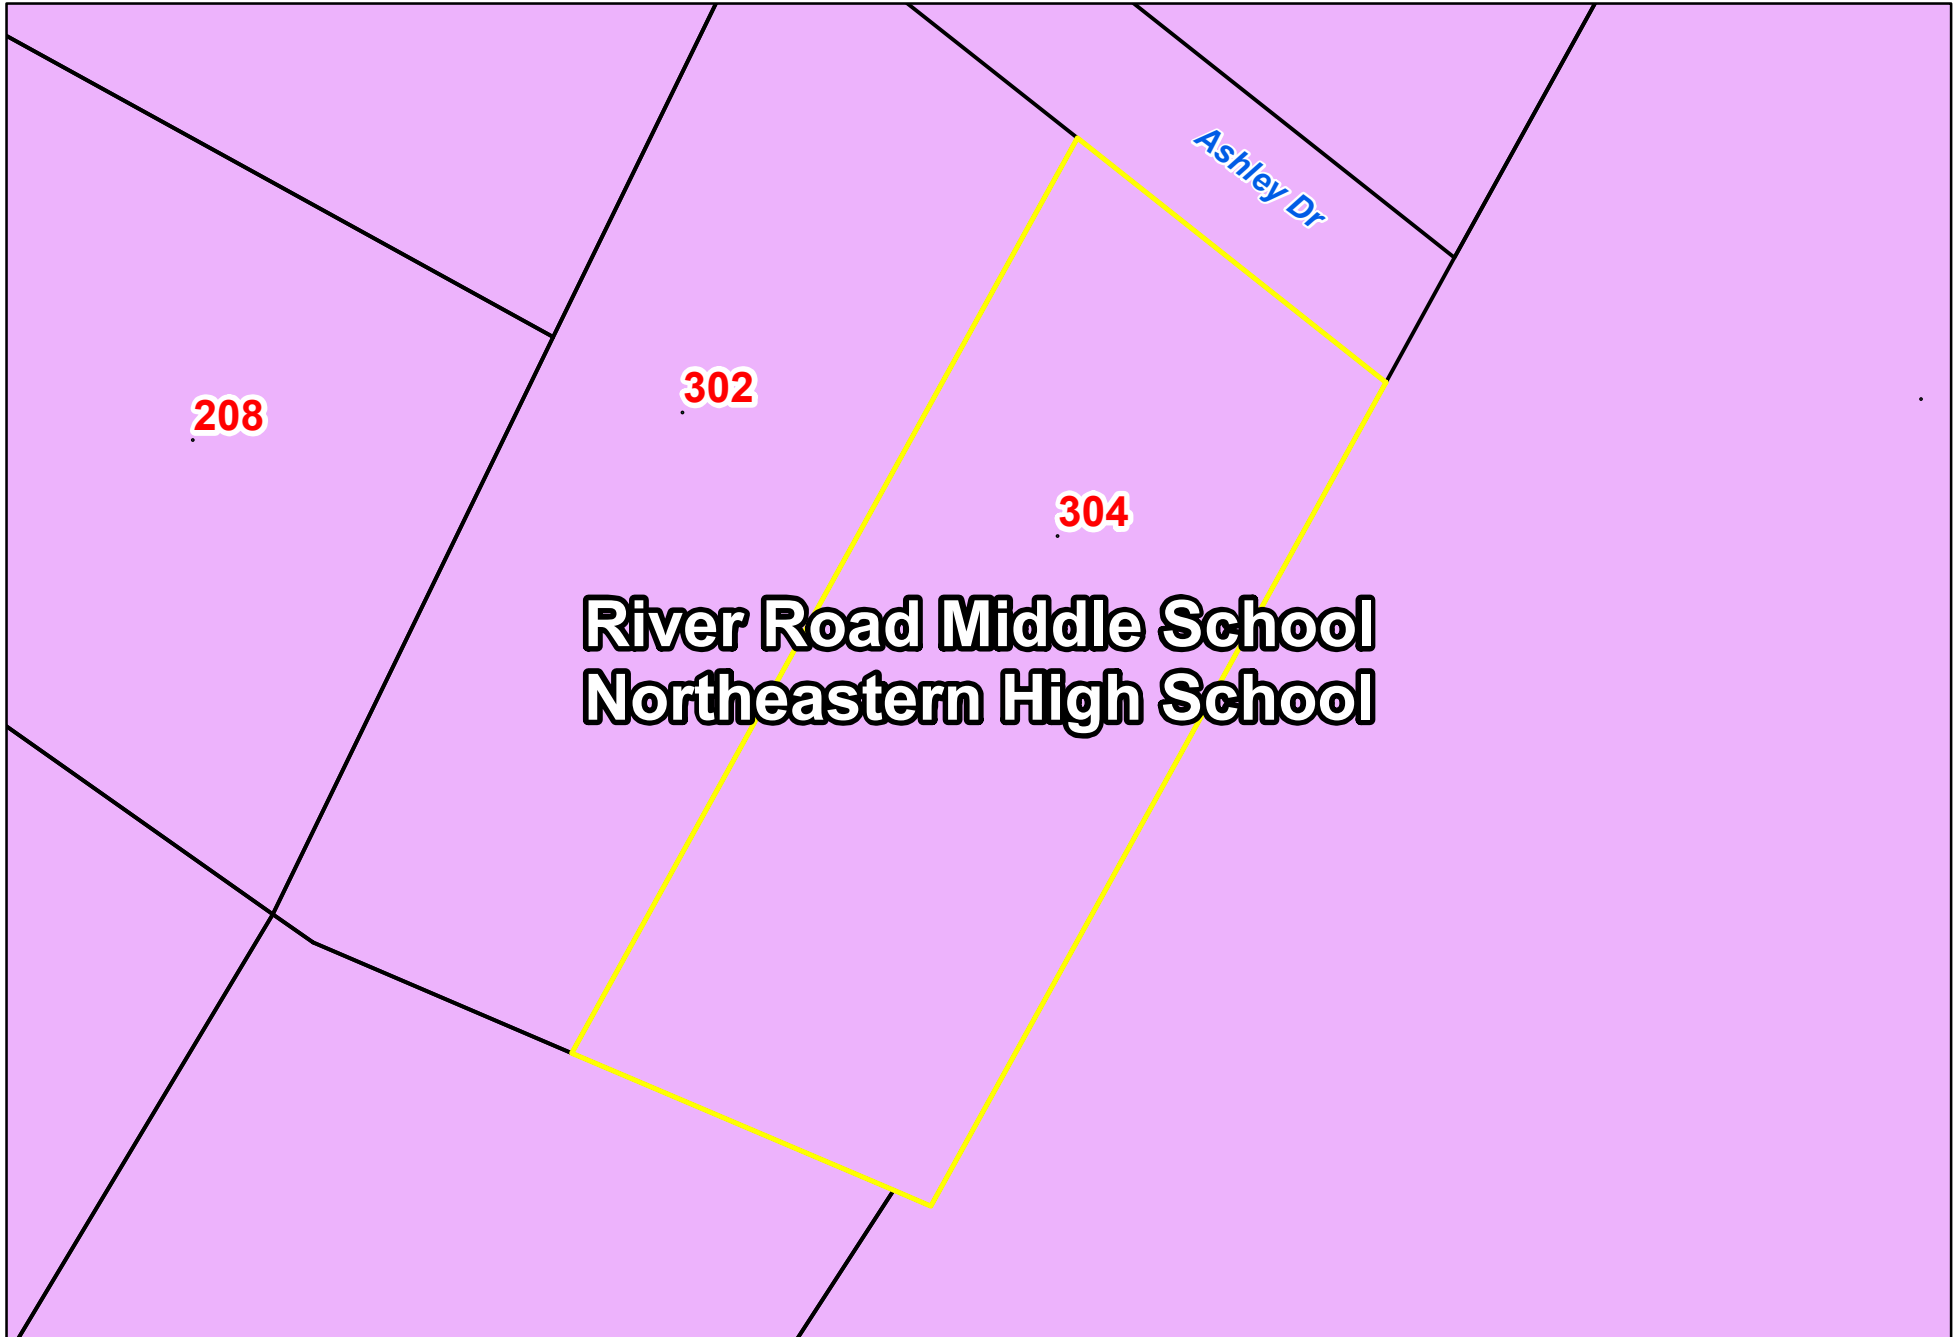 Ashley Dr
302
208
304
River Road Middle School
Northeastern High School